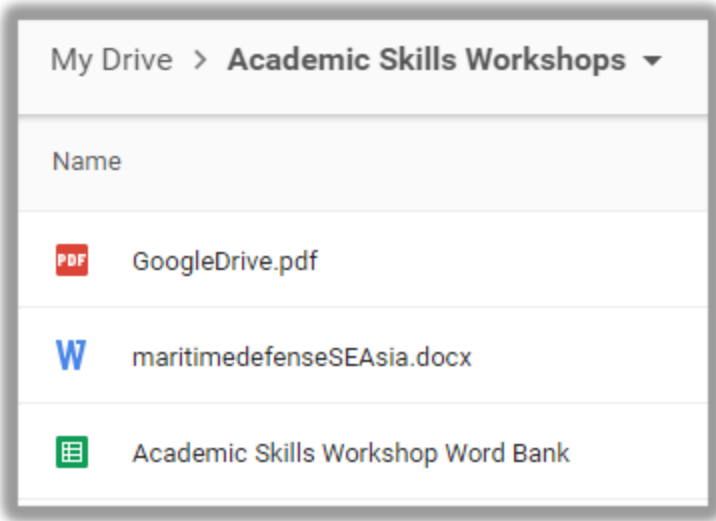 My Drive > Academic Skills Workshops
Name
PDF GoogleDrive.pdf
W maritimedefenseSEAsia.docx
Academic Skills Workshop Word Bank